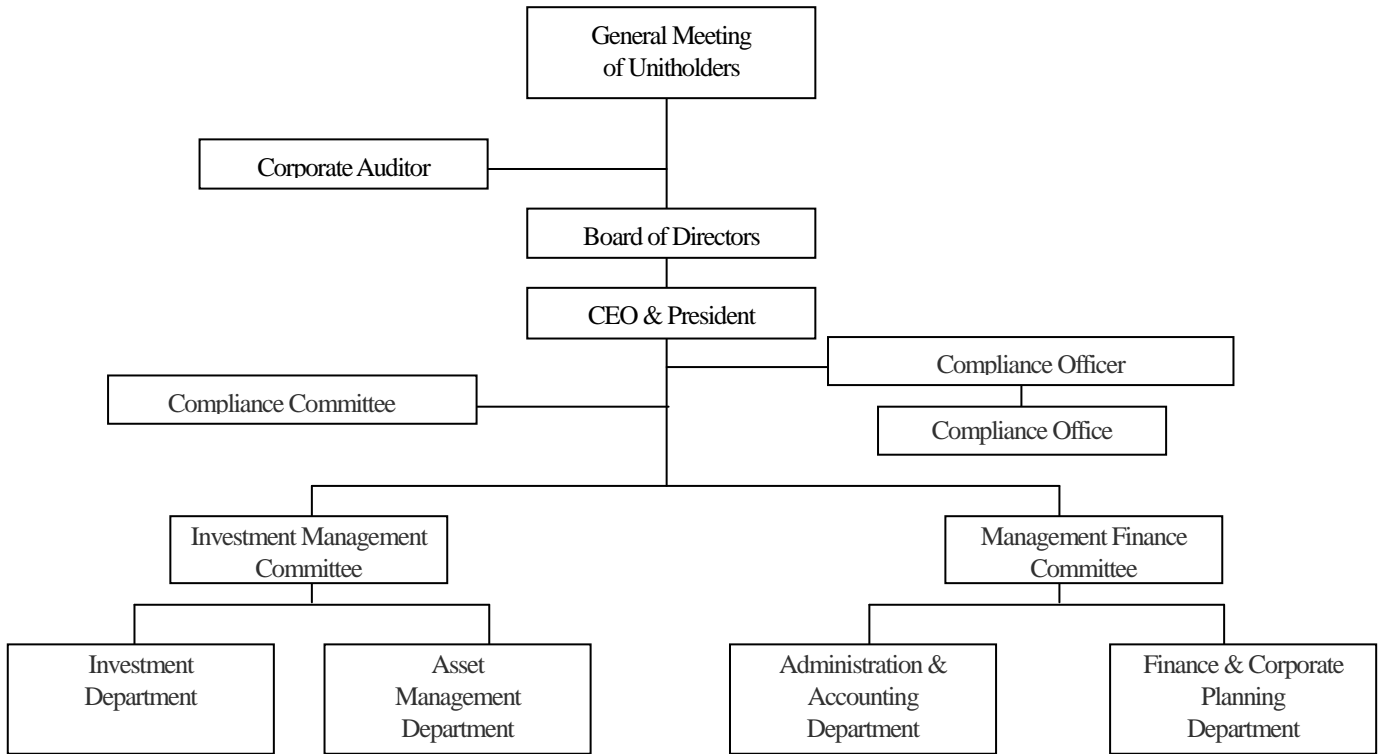 General Meeting
of Unitholders
Corporate Auditor
Board of Directors
CEO & President
Compliance Officer
Compliance Committee
Compliance Office
Investment Management
Committee
Management Finance
Committee
Investment
Department
Asset
Management
Department
Administration &
Accounting
Department
Finance & Corporate
Planning
Department